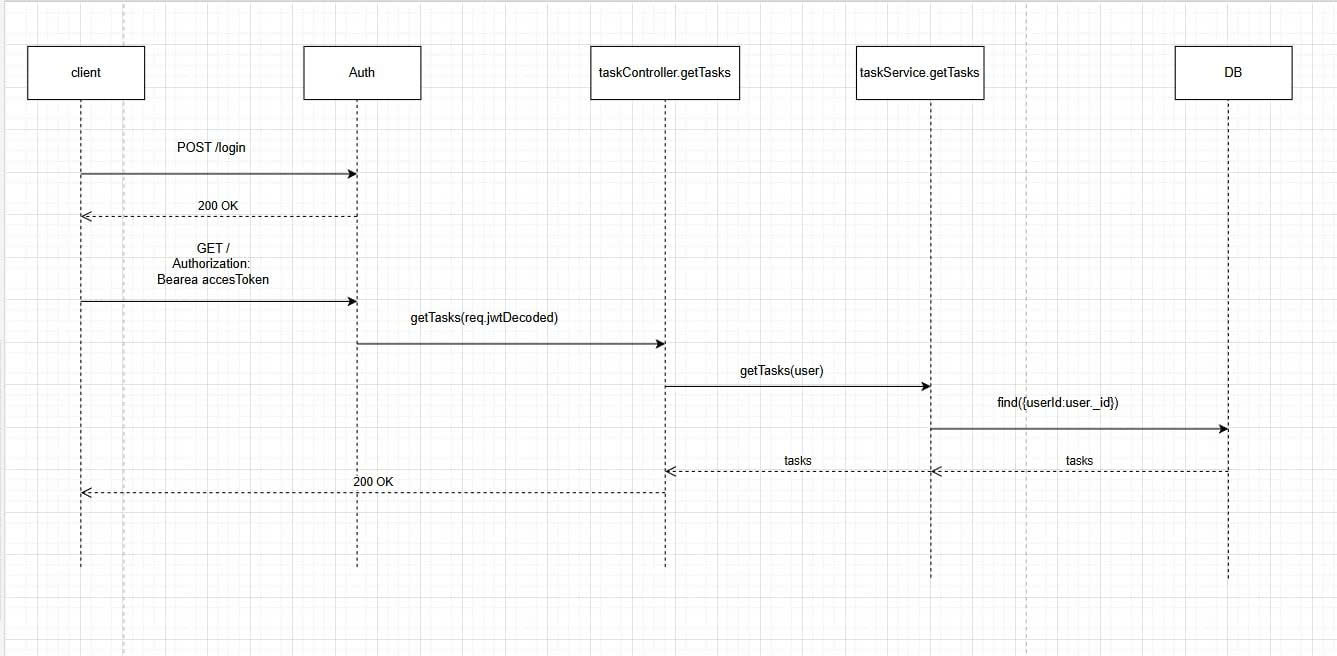 client
Auth
taskController.getTasks
taskService.getTasks
DB
POST /login
200 OK
GET /
Authorization:
Bearea accesToken
getTasks(req.jwtDecoded)
getTasks(user)
find({userId:user._id})
tasks
tasks
200 OK